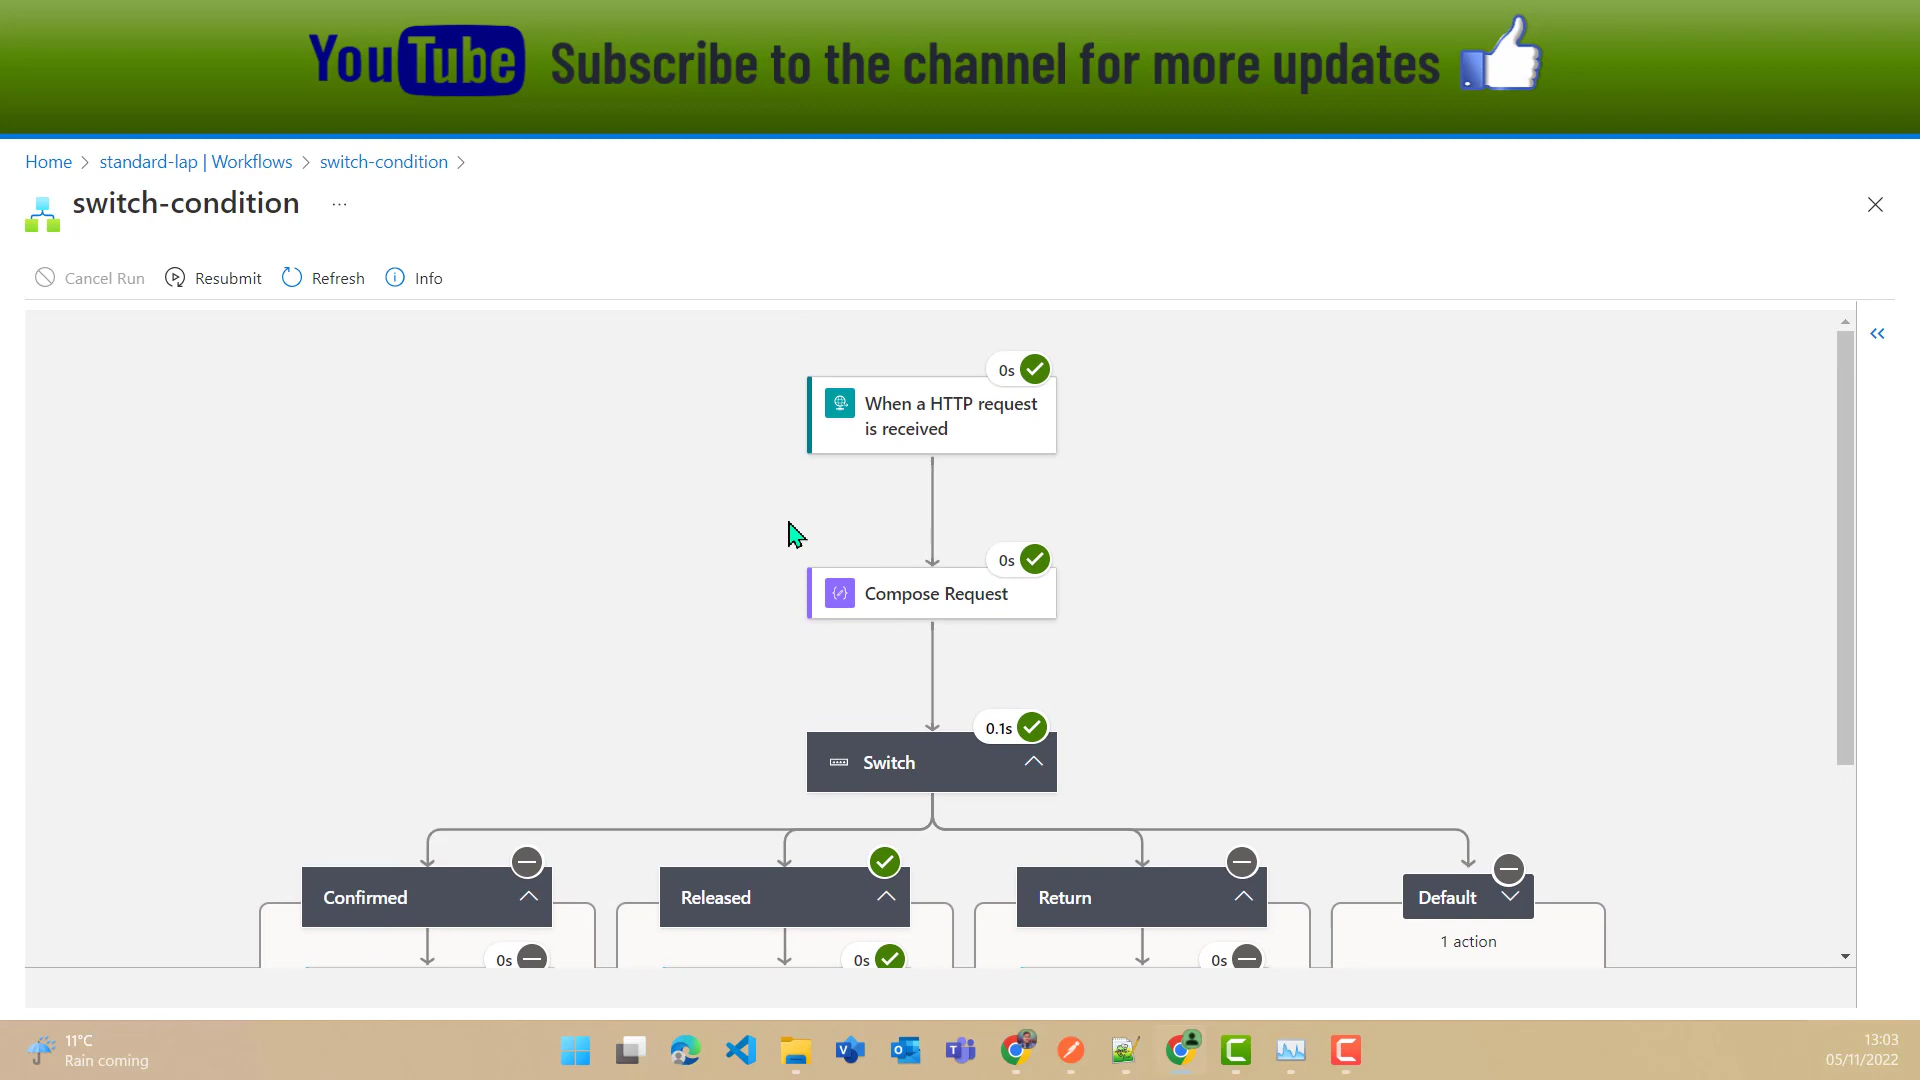 YouTube Subscribe to the channel for more updates
Home > standard-lap | Workflows > switch-condition >
switch-condition ...
Cancel Run Resubmit Refresh Info
0s
When a HTTP request
is received
0s
Compose Request
0.1s
Switch
Confirmed Released Return Default
1 action
0s 0s 0s
11°C
Rain coming
13:03
05/11/2022